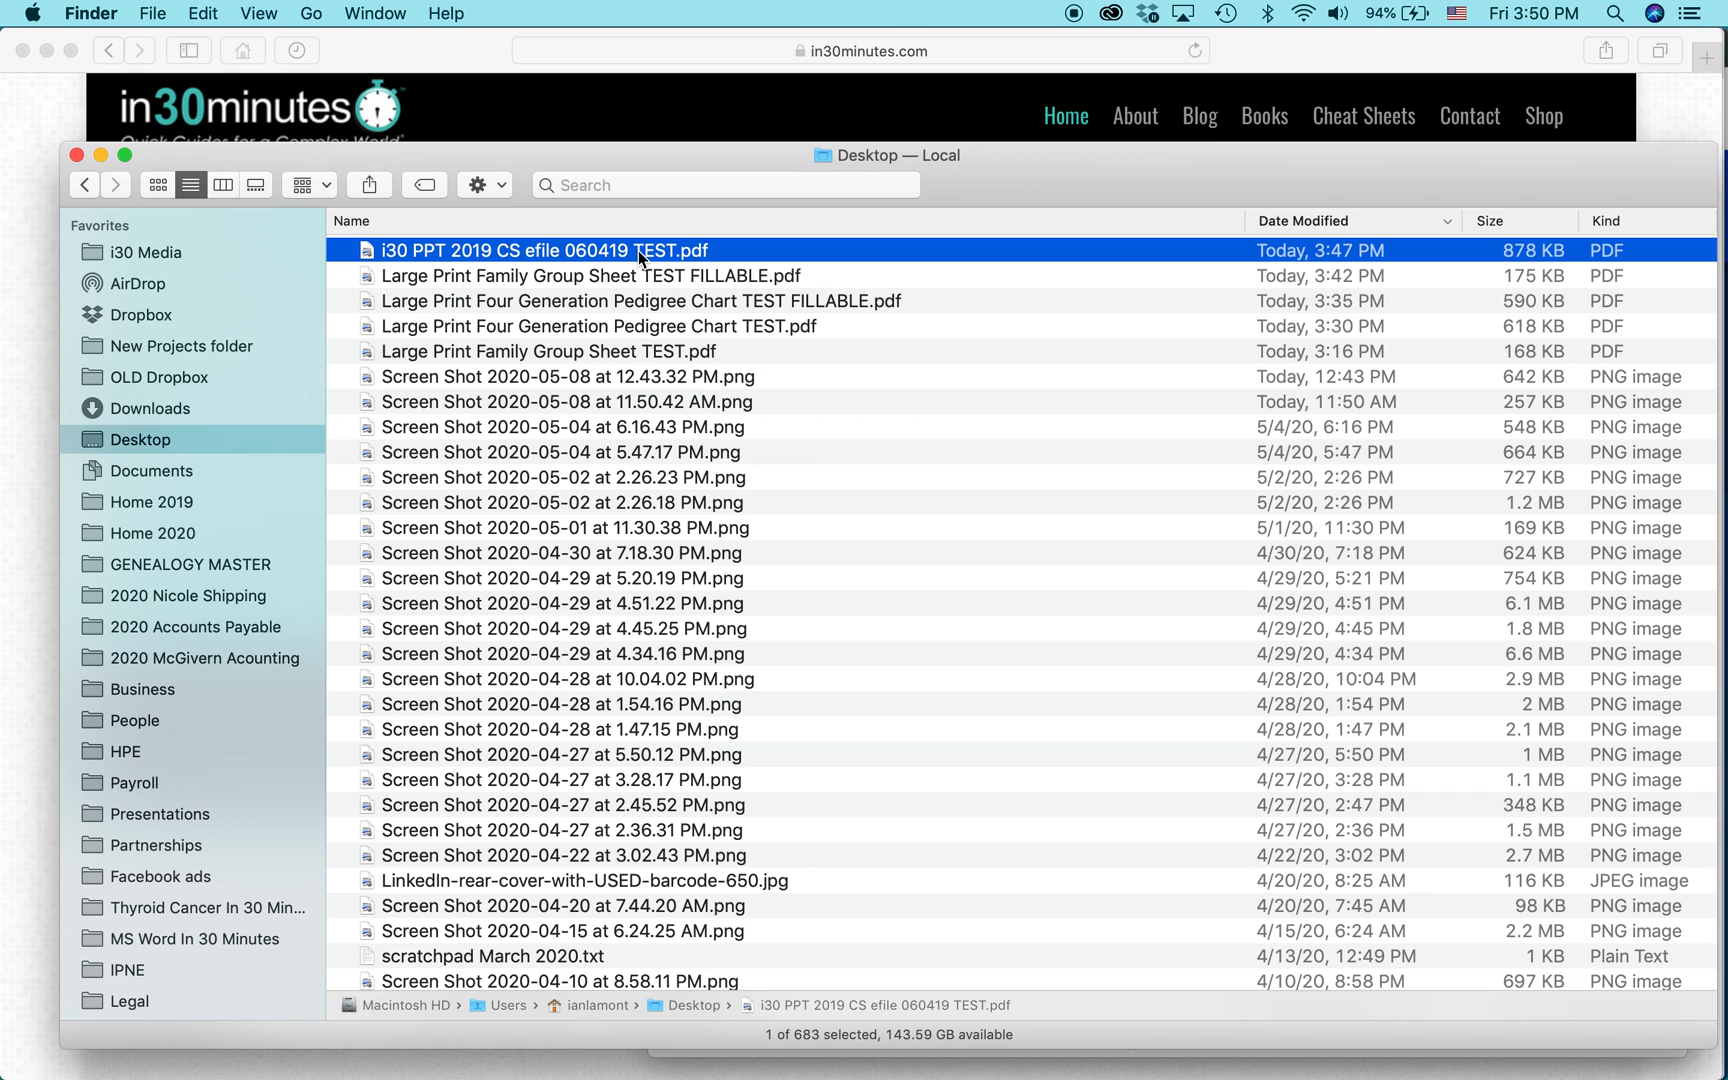 Finder File Edit View Go Window Help 94% Fri 3:50 PM
in30minutes.com
in30minutes
Quick Guides for a Complex World
Home About Blog Books Cheat Sheets Contact Shop
Desktop — Local
Search
Favorites
i30 Media
AirDrop
Dropbox
New Projects folder
OLD Dropbox
Downloads
Desktop
Documents
Home 2019
Home 2020
GENEALOGY MASTER
2020 Nicole Shipping
2020 Accounts Payable
2020 McGivern Acounting
Business
People
HPE
Payroll
Presentations
Partnerships
Facebook ads
Thyroid Cancer In 30 Min...
MS Word In 30 Minutes
IPNE
Legal
Name Date Modified Size Kind
i30 PPT 2019 CS efile 060419 TEST.pdf Today, 3:47 PM 878 KB PDF
Large Print Family Group Sheet TEST FILLABLE.pdf Today, 3:42 PM 175 KB PDF
Large Print Four Generation Pedigree Chart TEST FILLABLE.pdf Today, 3:35 PM 590 KB PDF
Large Print Four Generation Pedigree Chart TEST.pdf Today, 3:30 PM 618 KB PDF
Large Print Family Group Sheet TEST.pdf Today, 3:16 PM 168 KB PDF
Screen Shot 2020-05-08 at 12.43.32 PM.png Today, 12:43 PM 642 KB PNG image
Screen Shot 2020-05-08 at 11.50.42 AM.png Today, 11:50 AM 257 KB PNG image
Screen Shot 2020-05-04 at 6.16.43 PM.png 5/4/20, 6:16 PM 548 KB PNG image
Screen Shot 2020-05-04 at 5.47.17 PM.png 5/4/20, 5:47 PM 664 KB PNG image
Screen Shot 2020-05-02 at 2.26.23 PM.png 5/2/20, 2:26 PM 727 KB PNG image
Screen Shot 2020-05-02 at 2.26.18 PM.png 5/2/20, 2:26 PM 1.2 MB PNG image
Screen Shot 2020-05-01 at 11.30.38 PM.png 5/1/20, 11:30 PM 169 KB PNG image
Screen Shot 2020-04-30 at 7.18.30 PM.png 4/30/20, 7:18 PM 624 KB PNG image
Screen Shot 2020-04-29 at 5.20.19 PM.png 4/29/20, 5:21 PM 754 KB PNG image
Screen Shot 2020-04-29 at 4.51.22 PM.png 4/29/20, 4:51 PM 6.1 MB PNG image
Screen Shot 2020-04-29 at 4.45.25 PM.png 4/29/20, 4:45 PM 1.8 MB PNG image
Screen Shot 2020-04-29 at 4.34.16 PM.png 4/29/20, 4:34 PM 6.6 MB PNG image
Screen Shot 2020-04-28 at 10.04.02 PM.png 4/28/20, 10:04 PM 2.9 MB PNG image
Screen Shot 2020-04-28 at 1.54.16 PM.png 4/28/20, 1:54 PM 2 MB PNG image
Screen Shot 2020-04-28 at 1.47.15 PM.png 4/28/20, 1:47 PM 2.1 MB PNG image
Screen Shot 2020-04-27 at 5.50.12 PM.png 4/27/20, 5:50 PM 1 MB PNG image
Screen Shot 2020-04-27 at 3.28.17 PM.png 4/27/20, 3:28 PM 1.1 MB PNG image
Screen Shot 2020-04-27 at 2.45.52 PM.png 4/27/20, 2:47 PM 348 KB PNG image
Screen Shot 2020-04-27 at 2.36.31 PM.png 4/27/20, 2:36 PM 1.5 MB PNG image
Screen Shot 2020-04-22 at 3.02.43 PM.png 4/22/20, 3:02 PM 2.7 MB PNG image
LinkedIn-rear-cover-with-USED-barcode-650.jpg 4/20/20, 8:25 AM 116 KB JPEG image
Screen Shot 2020-04-20 at 7.44.20 AM.png 4/20/20, 7:45 AM 98 KB PNG image
Screen Shot 2020-04-15 at 6.24.25 AM.png 4/15/20, 6:24 AM 2.2 MB PNG image
scratchpad March 2020.txt 4/13/20, 12:49 PM 1 KB Plain Text
Screen Shot 2020-04-10 at 8.58.11 PM.png 4/10/20, 8:58 PM 697 KB PNG image
Macintosh HD › Users › ianlamont › Desktop › i30 PPT 2019 CS efile 060419 TEST.pdf
1 of 683 selected, 143.59 GB available